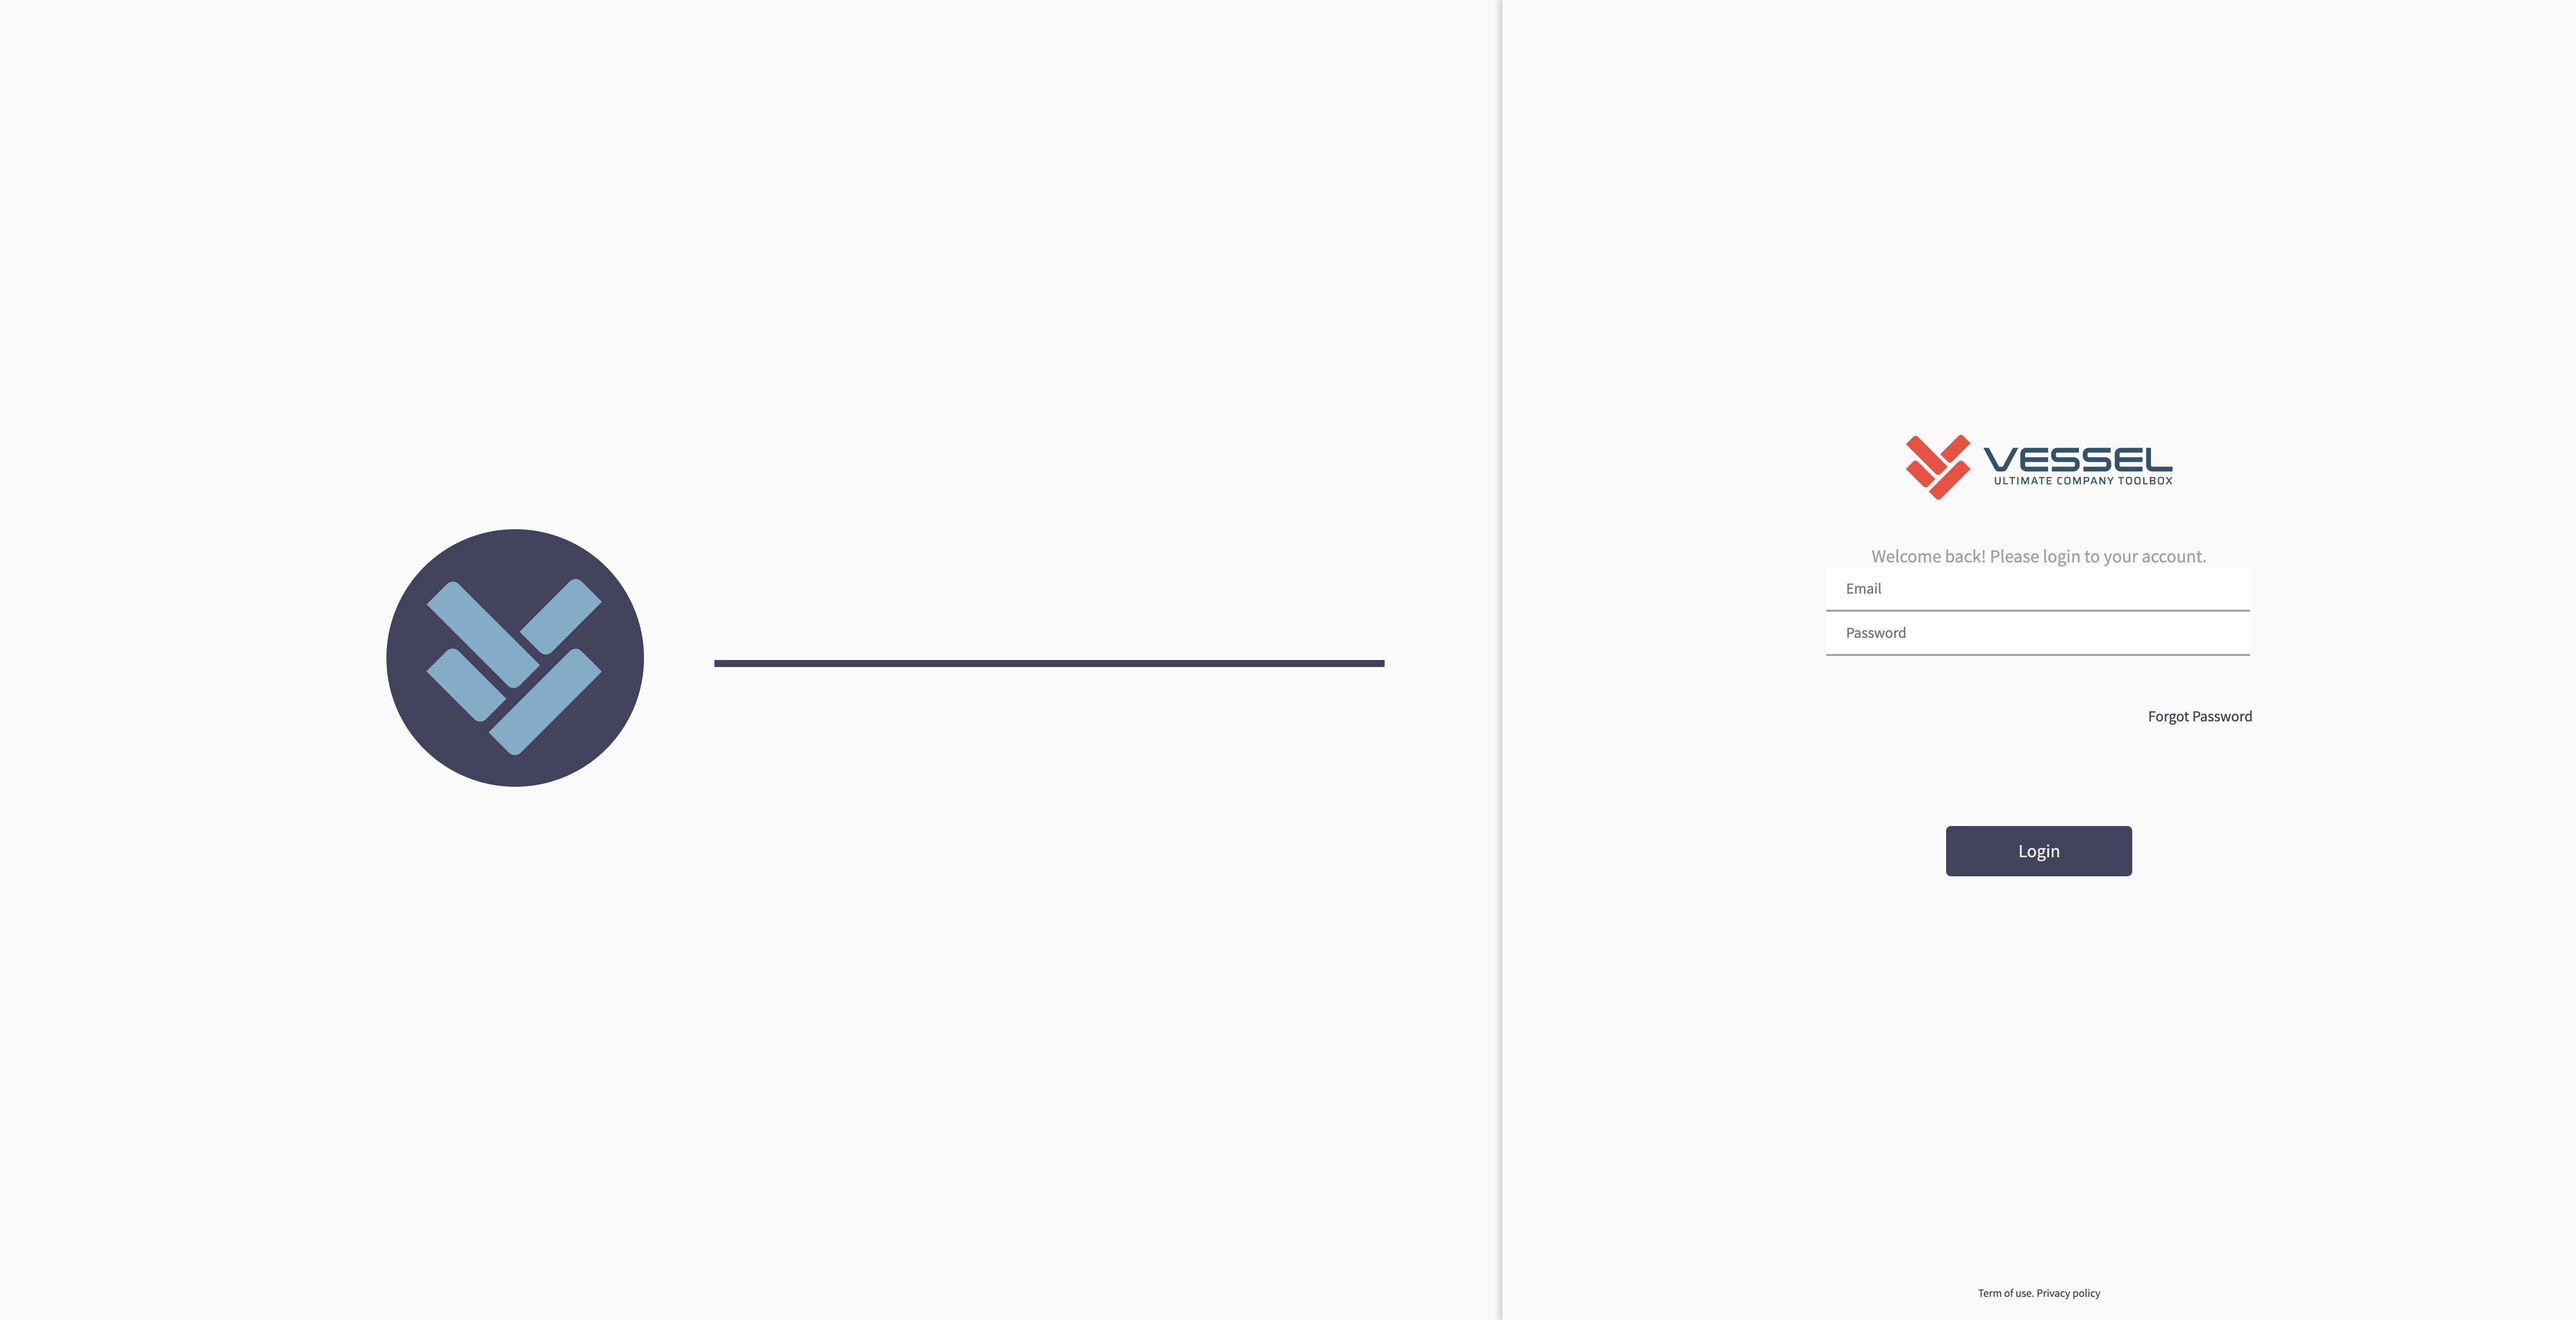 VESSEL
ULTIMATE COMPANY TOOLBOX
Welcome back! Please login to your account.
Email
Password
Forgot Password
Login
Term of use. Privacy policy